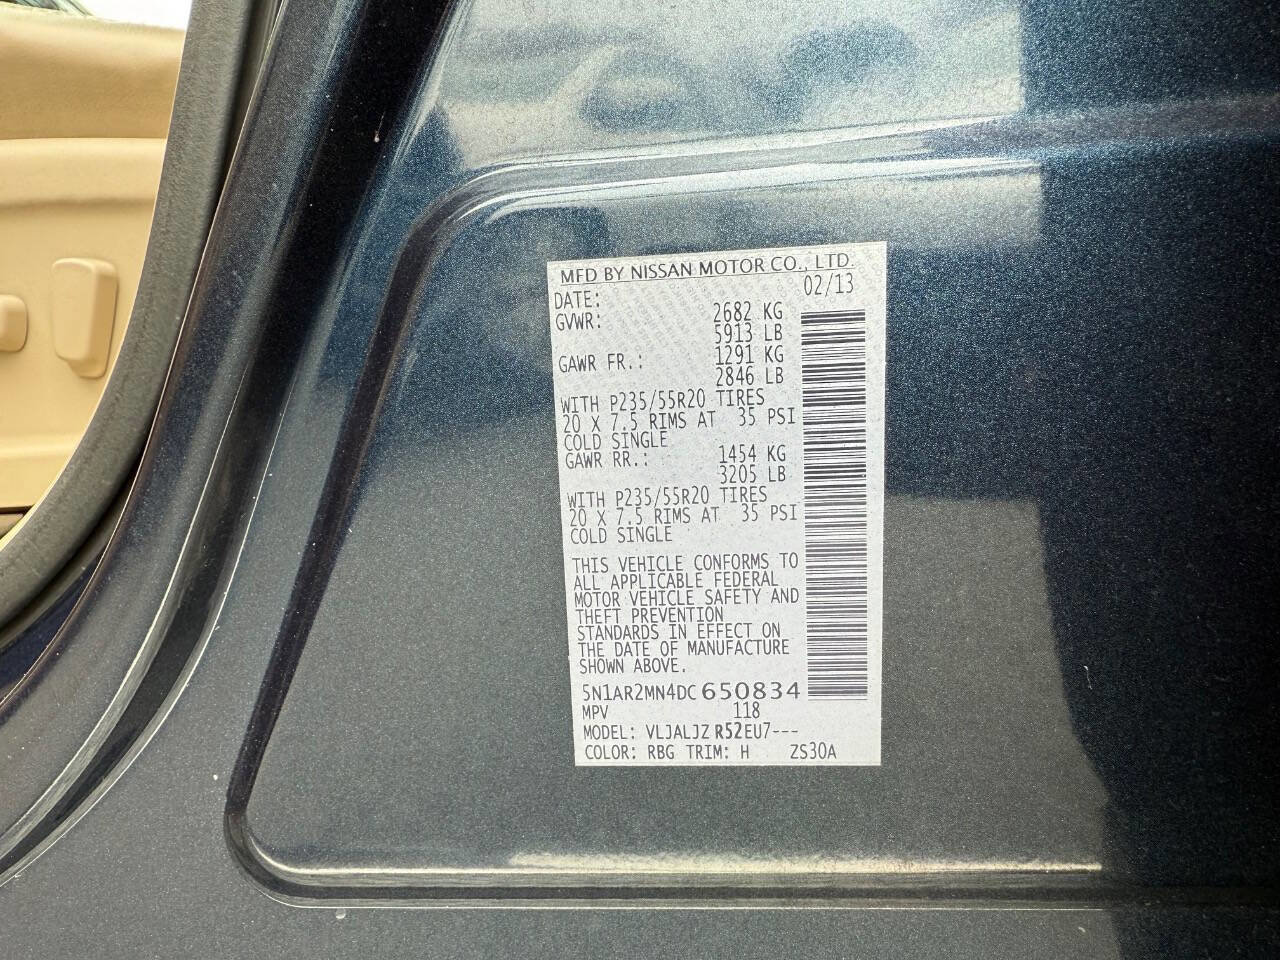 MFD BY NISSAN MOTOR CO., LTD.
DATE: 02/13
GVWR: 2682 KG
5913 LB
GAWR FR.: 1291 KG
2846 LB
WITH P235/55R20 TIRES
20 X 7.5 RIMS AT 35 PSI
COLD SINGLE
GAWR RR.: 1454 KG
3205 LB
WITH P235/55R20 TIRES
20 X 7.5 RIMS AT 35 PSI
COLD SINGLE
THIS VEHICLE CONFORMS TO
ALL APPLICABLE FEDERAL
MOTOR VEHICLE SAFETY AND
THEFT PREVENTION
STANDARDS IN EFFECT ON
THE DATE OF MANUFACTURE
SHOWN ABOVE.
5N1AR2MN4DC650834
MPV 118
MODEL: VLJALJZ R52EU7---
COLOR: RBG TRIM: H ZS30A